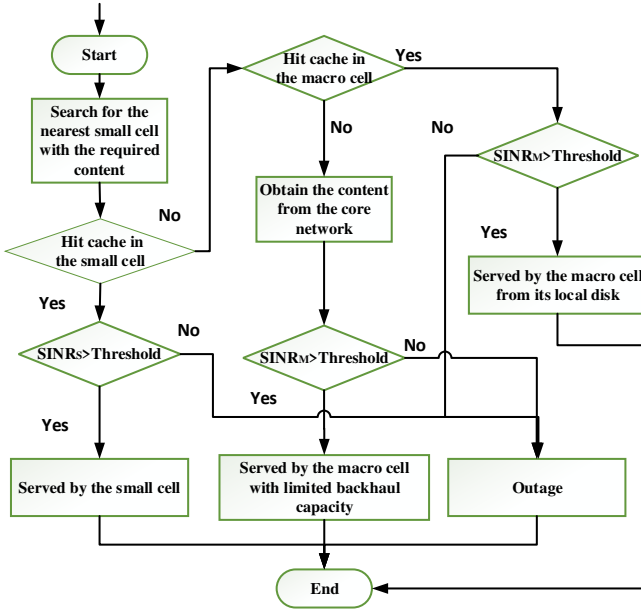 Start
Search for the
nearest small cell
with the required
content
Hit cache in
the small cell
No
Yes
SINRS>Threshold
No
Yes
Served by the small cell
Hit cache in
the macro cell
Yes
No
Obtain the content
from the core
network
SINRM>Threshold
No
Yes
Served by the macro cell
with limited backhaul
capacity
No
SINRM>Threshold
Yes
Served by the macro cell
from its local disk
Outage
End